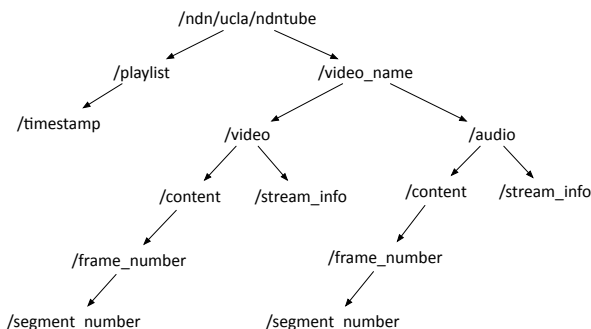 /ndn/ucla/ndntube
/playlist
/video_name
/timestamp
/video
/audio
/content
/stream_info
/content
/stream_info
/frame_number
/frame_number
/segment_number
/segment_number